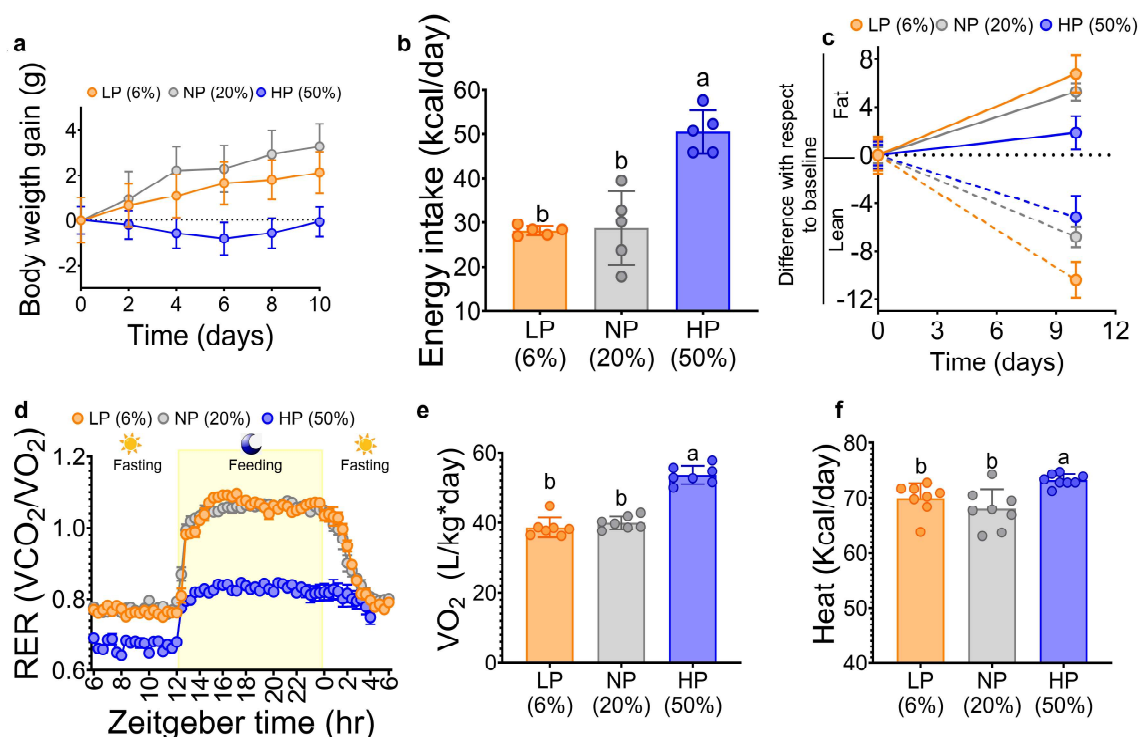 a
LP (6%) NP (20%) HP (50%)
Body weigth gain (g)
4
2
0
-2
0 2 4 6 8 10
Time (days)
b
Energy intake (kcal/day)
60
50
40
30
20
10
b b a
LP NP HP
(6%) (20%) (50%)
c
LP (6%) NP (20%) HP (50%)
Difference with respect
to baseline
Lean Fat
8
4
0
-4
-8
-12
0 3 6 9 12
Time (days)
d
LP (6%) NP (20%) HP (50%)
Fasting Feeding Fasting
RER (VCO2/VO2)
1.2
1.0
0.8
0.6
6 8 10 12 14 16 18 20 22 0 2 4 6
Zeitgeber time (hr)
e
VO2 (L/kg*day)
60
40
20
0
b b a
LP NP HP
(6%) (20%) (50%)
f
Heat (Kcal/day)
80
70
60
50
40
b b a
LP NP HP
(6%) (20%) (50%)